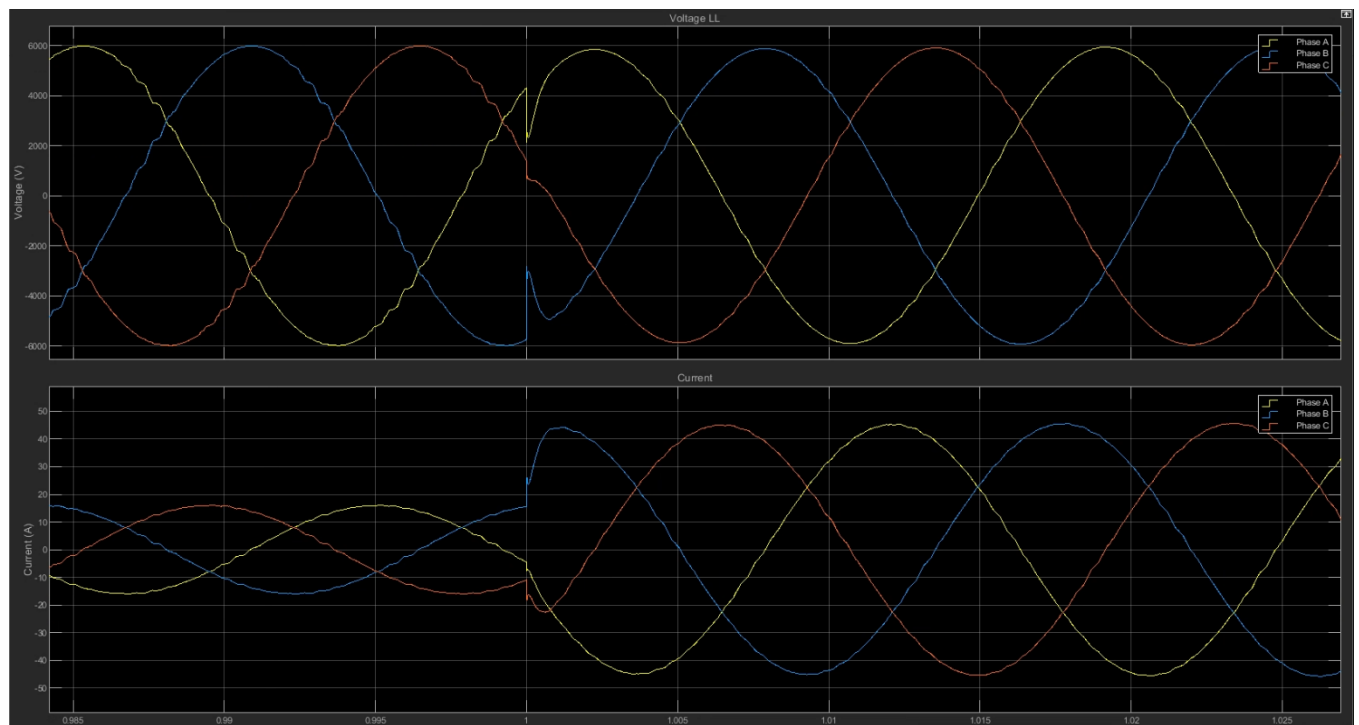 Voltage LL
Phase A
Phase B
Phase C
Voltage (V)
6000
4000
2000
0
-2000
-4000
-6000
Current
Phase A
Phase B
Phase C
Current (A)
50
40
30
20
10
0
-10
-20
-30
-40
-50
0.985
0.99
0.995
1
1.005
1.01
1.015
1.02
1.025